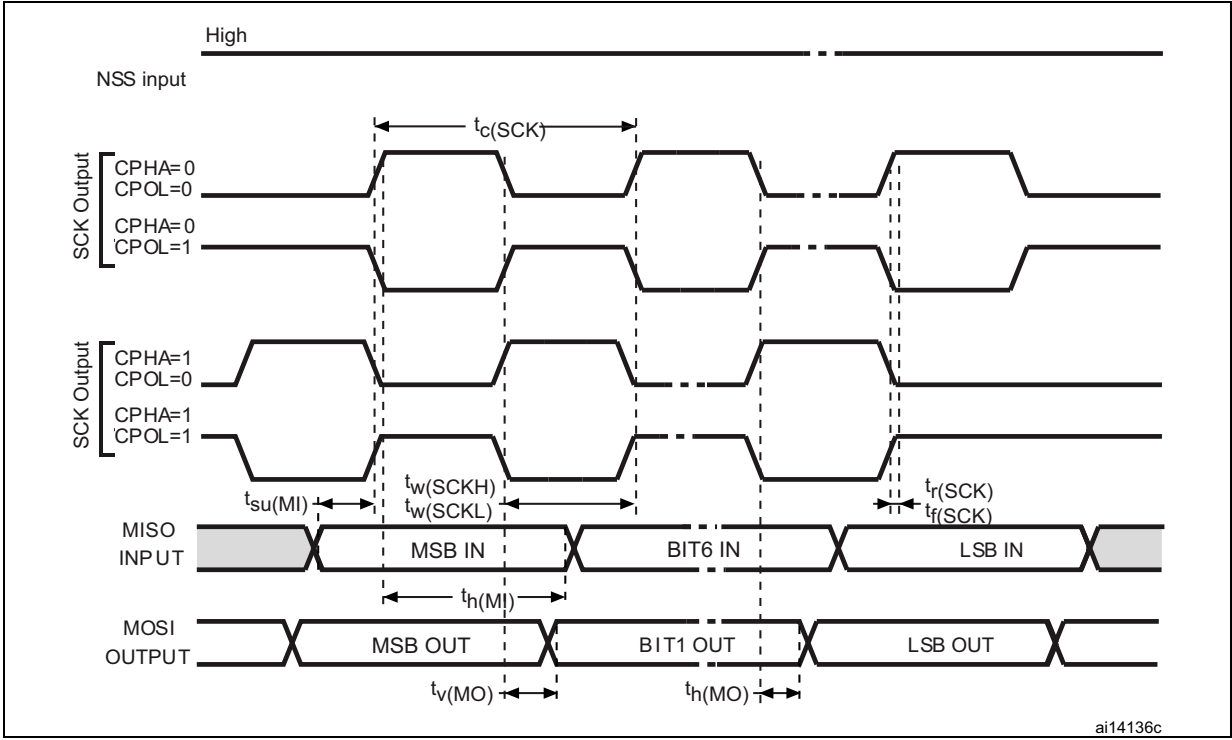 High
NSS input
tc(SCK)
SCK Output
CPHA=0
CPOL=0
CPHA=0
CPOL=1
SCK Output
CPHA=1
CPOL=0
CPHA=1
CPOL=1
tsu(MI)
tw(SCKH)
tw(SCKL)
tr(SCK)
tf(SCK)
MISO
INPUT
MSB IN
BIT6 IN
LSB IN
th(MI)
MOSI
OUTPUT
MSB OUT
BIT1 OUT
LSB OUT
tv(MO)
th(MO)
ai14136c